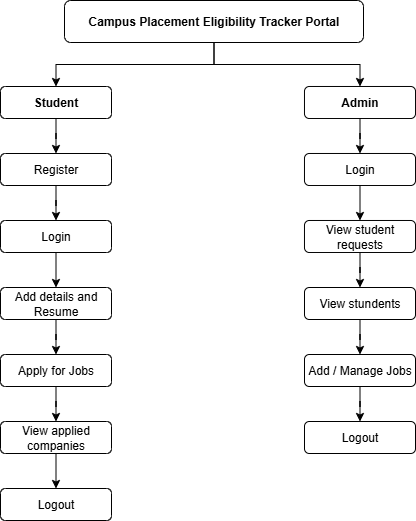 Campus Placement Eligibility Tracker Portal
Student
Admin
Register
Login
Login
View student
requests
Add details and
Resume
View stundents
Apply for Jobs
Add / Manage Jobs
View applied
companies
Logout
Logout